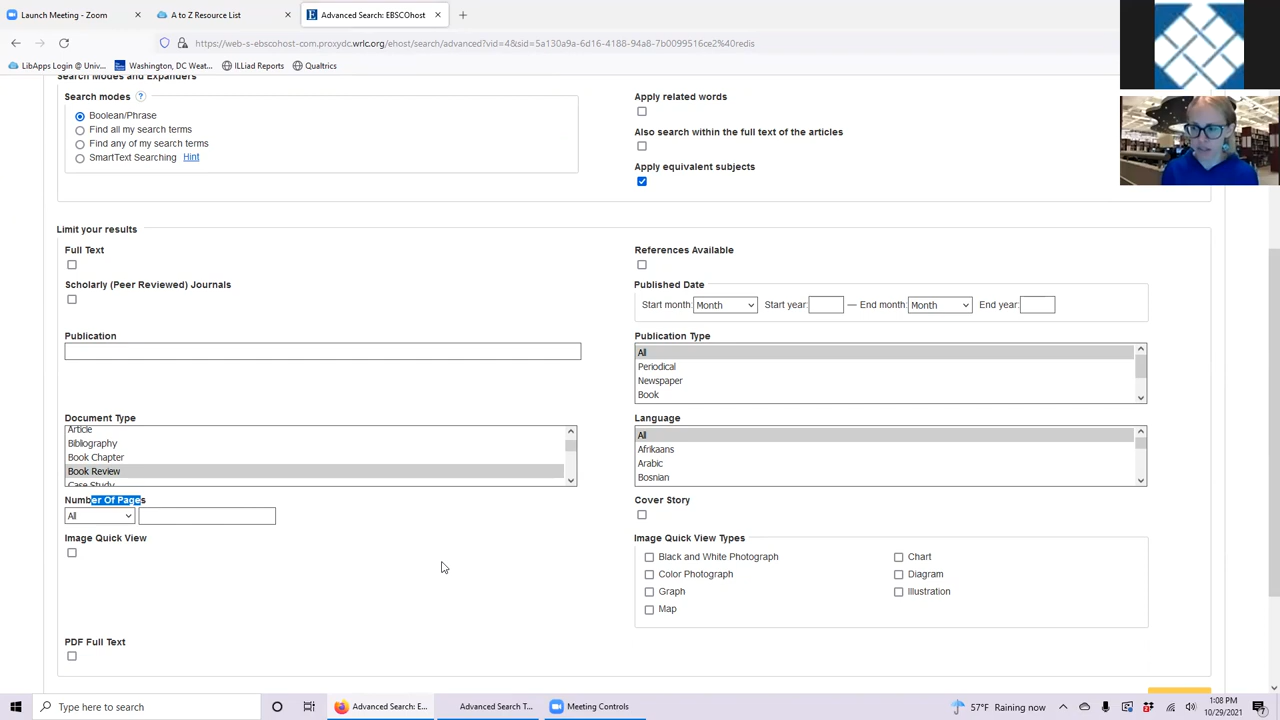 Launch Meeting - Zoom
A to Z Resource List
Advanced Search: EBSCOhost
https://web-s-ebscohost-com.proxydc.wrlc.org/ehost/search/advanced?vid=4&sid=5a130a9a-6d16-4188-94a8-7b0099516ce2%40redis
LibApps Login @ Univ...
Washington, DC Weat...
ILLiad Reports
Qualtrics
Search Modes and Expanders
Search modes ?
Boolean/Phrase
Find all my search terms
Find any of my search terms
SmartText Searching Hint
Apply related words
Also search within the full text of the articles
Apply equivalent subjects
Limit your results
Full Text
References Available
Scholarly (Peer Reviewed) Journals
Published Date
Start month: Month Start year: — End month: Month End year:
Publication
Publication Type
All
Periodical
Newspaper
Book
Document Type
Article
Bibliography
Book Chapter
Book Review
Case Study
Language
All
Afrikaans
Arabic
Bosnian
Number Of Pages
All
Cover Story
Image Quick View
Image Quick View Types
Black and White Photograph
Chart
Color Photograph
Diagram
Graph
Illustration
Map
PDF Full Text
Type here to search
Advanced Search: E...
Advanced Search T...
Meeting Controls
57°F Raining now
1:08 PM
10/29/2021
7